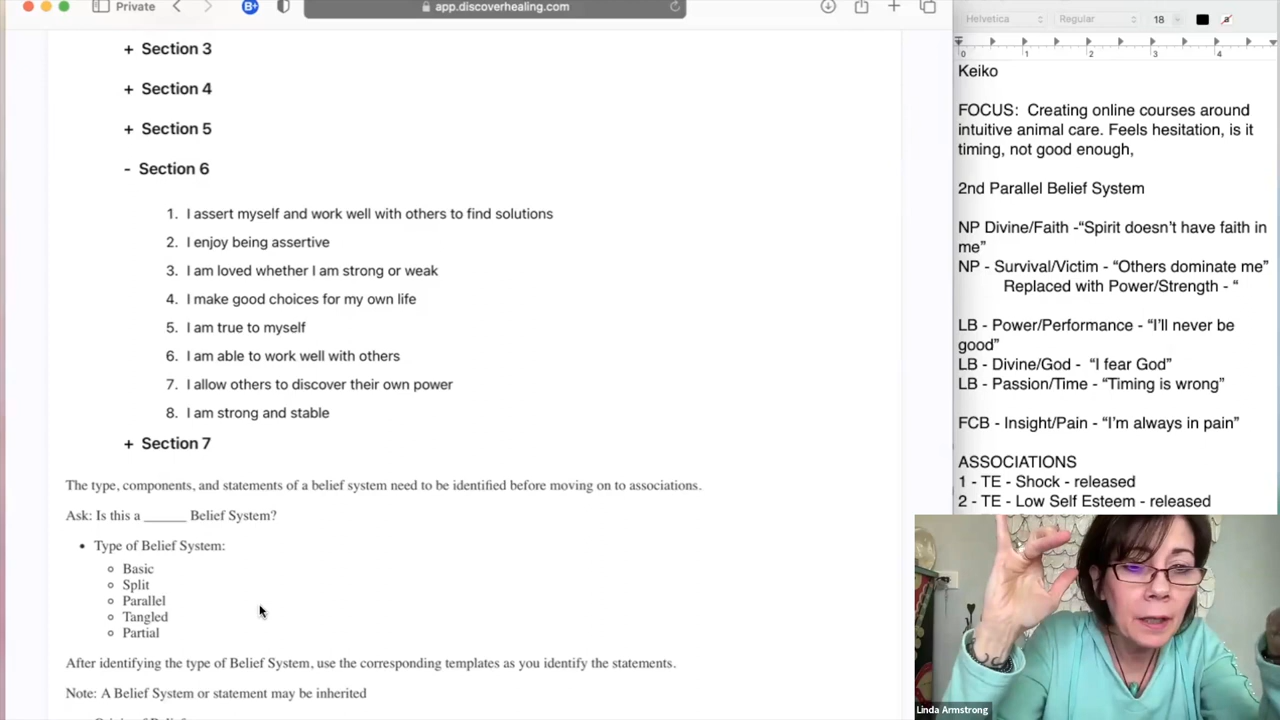 Private
B+
app.discoverhealing.com
+ Section 3
+ Section 4
+ Section 5
- Section 6
1. I assert myself and work well with others to find solutions
2. I enjoy being assertive
3. I am loved whether I am strong or weak
4. I make good choices for my own life
5. I am true to myself
6. I am able to work well with others
7. I allow others to discover their own power
8. I am strong and stable
+ Section 7
The type, components, and statements of a belief system need to be identified before moving on to associations.
Ask: Is this a ______ Belief System?
• Type of Belief System:
Basic
Split
Parallel
Tangled
Partial
After identifying the type of Belief System, use the corresponding templates as you identify the statements.
Note: A Belief System or statement may be inherited
Helvetica Regular 18
0 1 2 3 4
Keiko
FOCUS: Creating online courses around
intuitive animal care. Feels hesitation, is it
timing, not good enough,
2nd Parallel Belief System
NP Divine/Faith -“Spirit doesn’t have faith in
me”
NP - Survival/Victim - “Others dominate me”
Replaced with Power/Strength - “
LB - Power/Performance - “I’ll never be
good”
LB - Divine/God - “I fear God”
LB - Passion/Time - “Timing is wrong”
FCB - Insight/Pain - “I’m always in pain”
ASSOCIATIONS
1 - TE - Shock - released
2 - TE - Low Self Esteem - released
Linda Armstrong